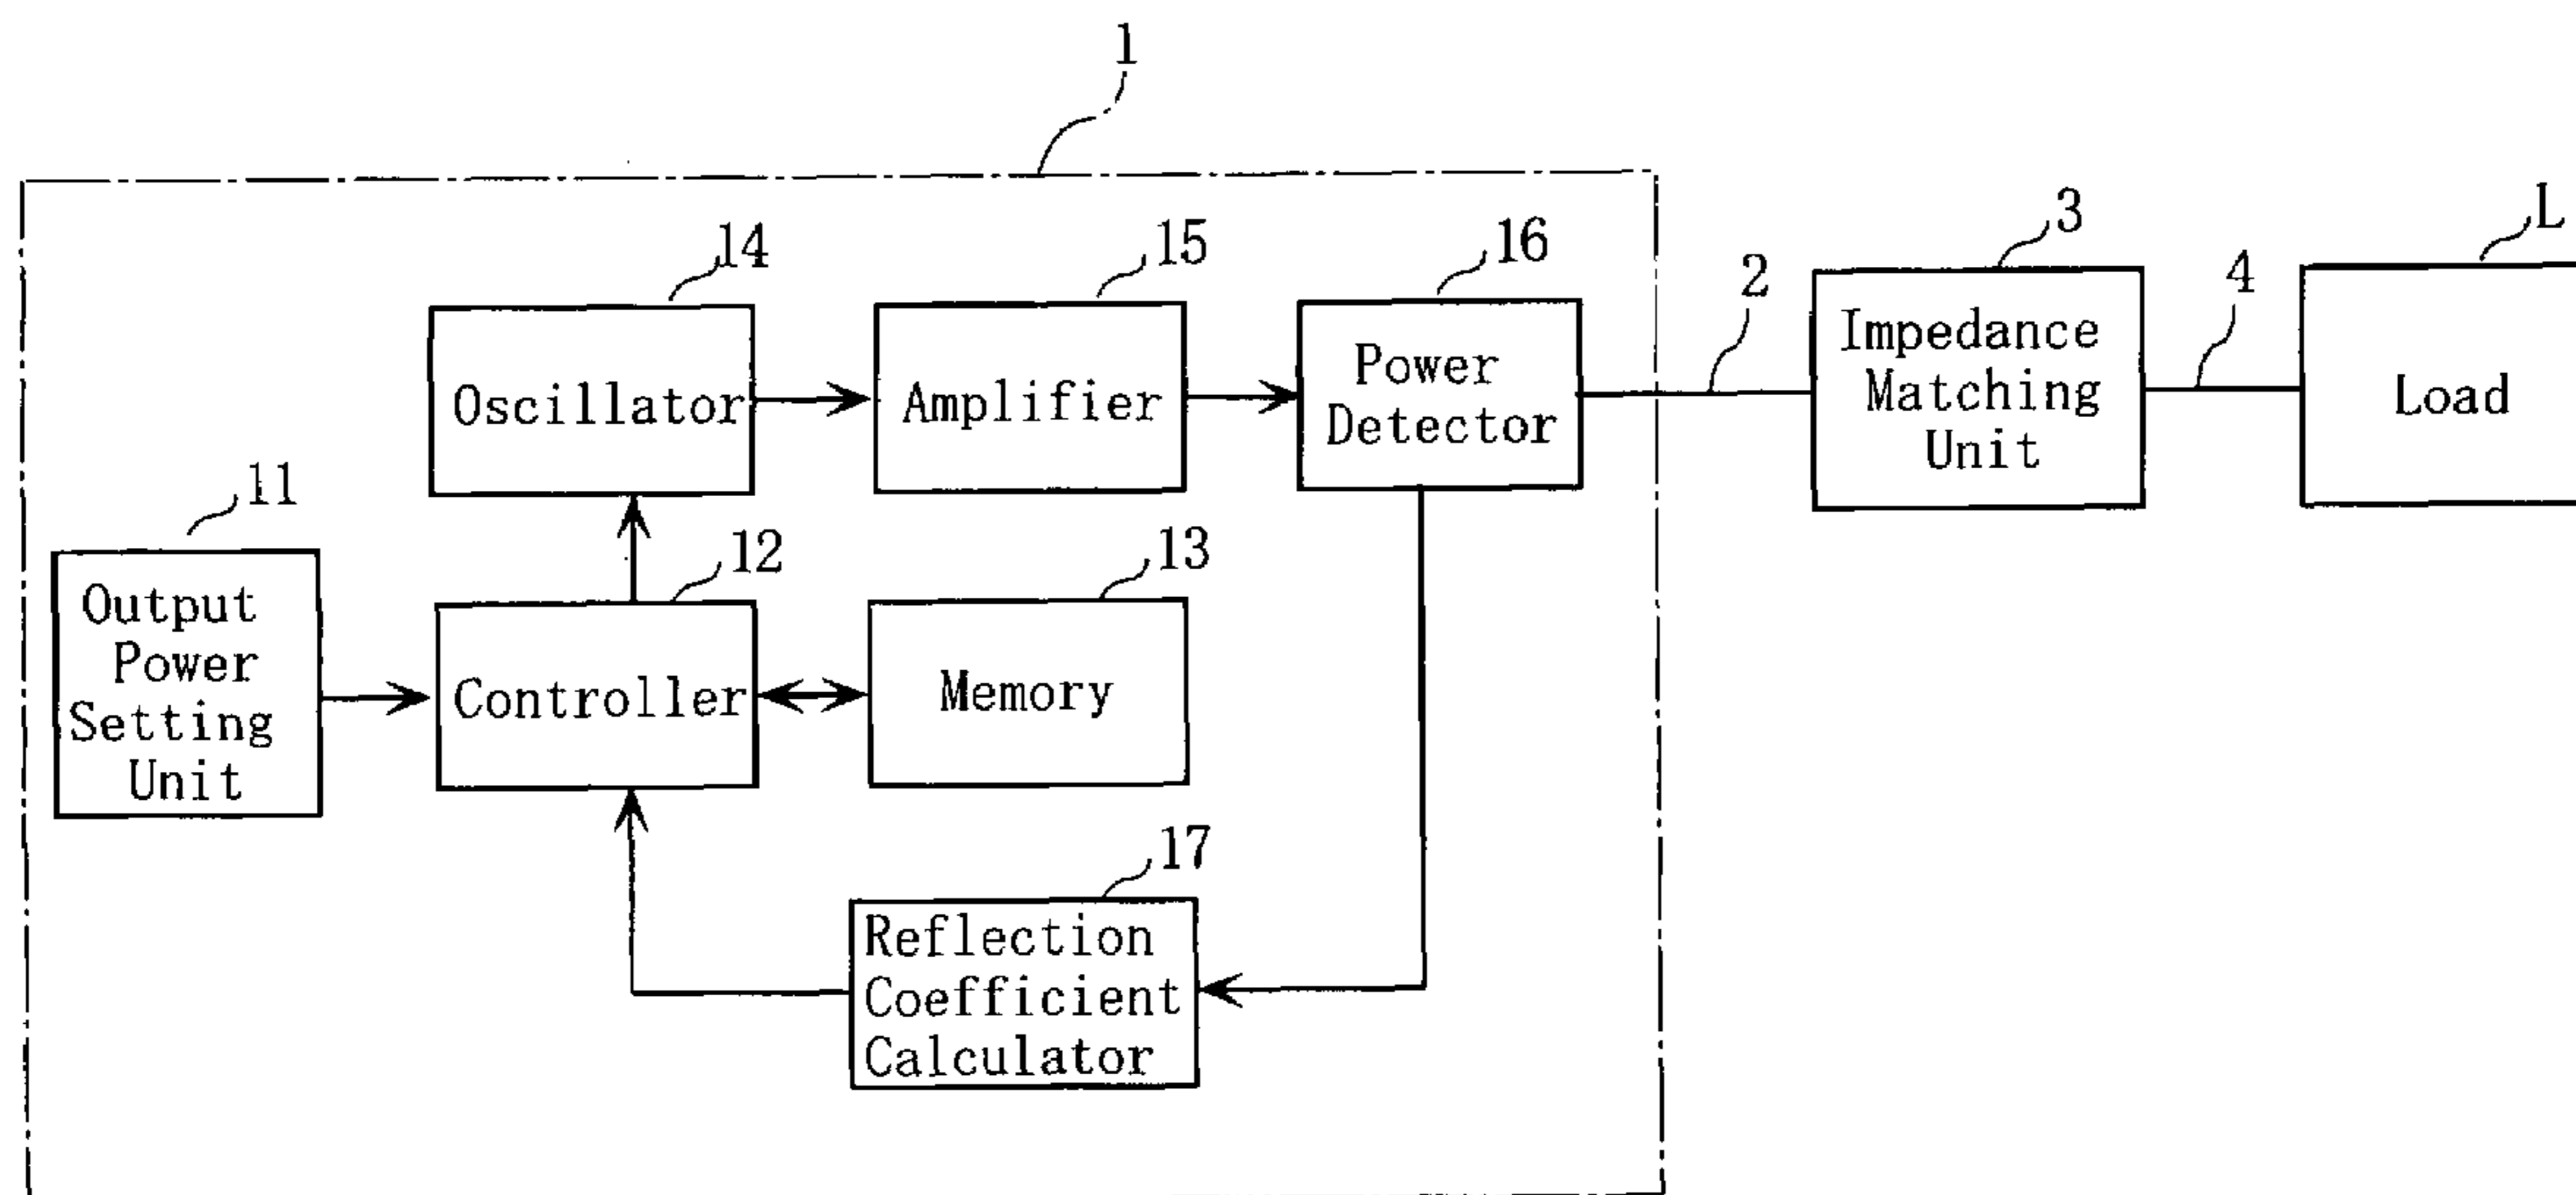 1
14
15
16
2
3
4
L
Oscillator
Amplifier
Power
Detector
Impedance
Matching
Unit
Load
11
12
13
Output
Power
Setting
Unit
Controller
Memory
17
Reflection
Coefficient
Calculator